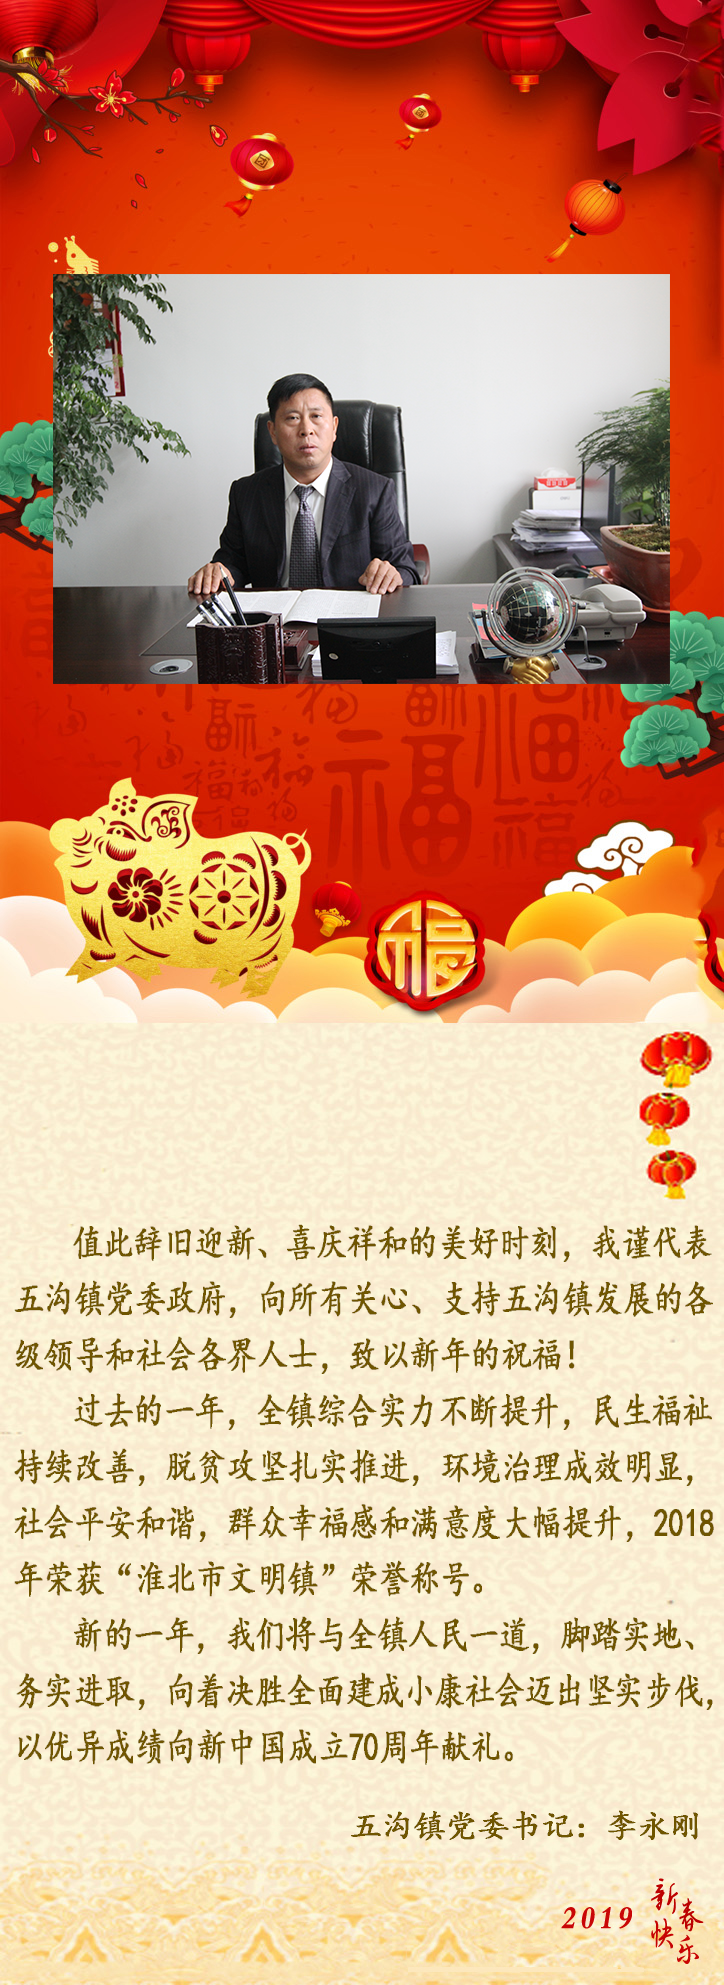 福
值此辞旧迎新、喜庆祥和的美好时刻，我谨代表
五沟镇党委政府，向所有关心、支持五沟镇发展的各
级领导和社会各界人士，致以新年的祝福！
过去的一年，全镇综合实力不断提升，民生福祉
持续改善，脱贫攻坚扎实推进，环境治理成效明显，
社会平安和谐，群众幸福感和满意度大幅提升，2018
年荣获“淮北市文明镇”荣誉称号。
新的一年，我们将与全镇人民一道，脚踏实地、
务实进取，向着决胜全面建成小康社会迈出坚实步伐，
以优异成绩向新中国成立70周年献礼。
五沟镇党委书记：李永刚
2019 新春快乐